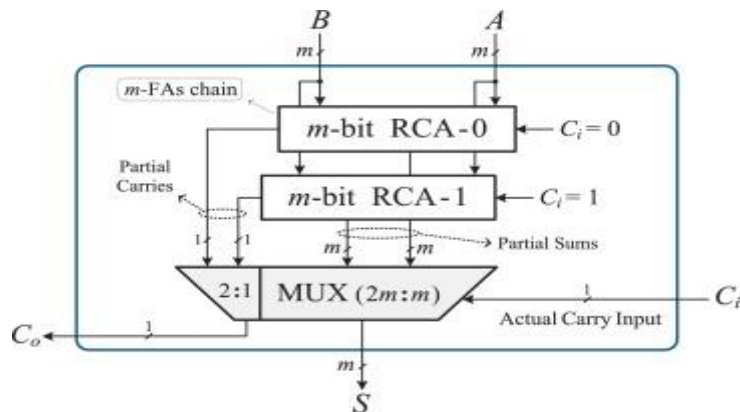 B
A
m
m
m-FAs chain
m-bit RCA-0
C_i = 0
Partial
Carries
m-bit RCA-1
C_i = 1
1
1
m
m
Partial Sums
2:1
MUX (2m:m)
1
C_i
Actual Carry Input
C_o
1
m
S